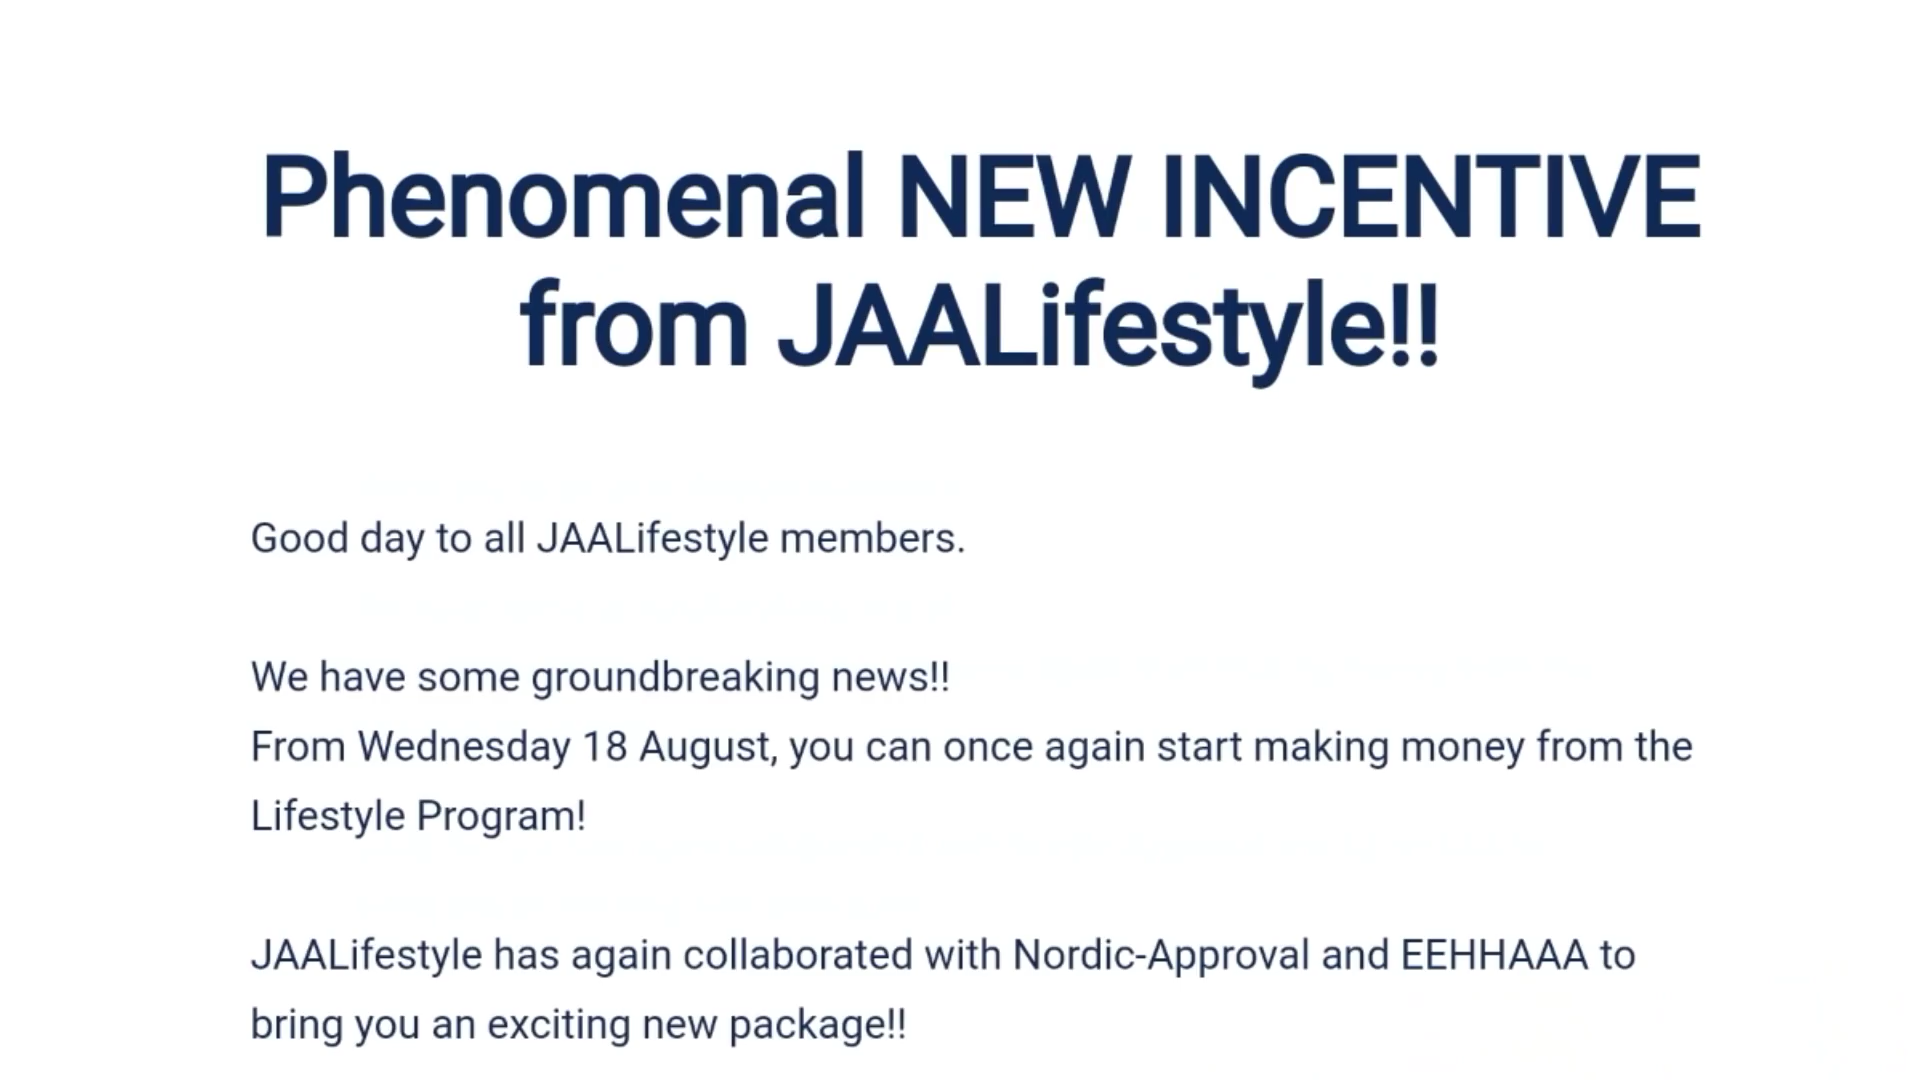 Phenomenal NEW INCENTIVE
from JAALifestyle!!
Good day to all JAALifestyle members.
We have some groundbreaking news!!
From Wednesday 18 August, you can once again start making money from the
Lifestyle Program!
JAALifestyle has again collaborated with Nordic-Approval and EEHHAAA to
bring you an exciting new package!!